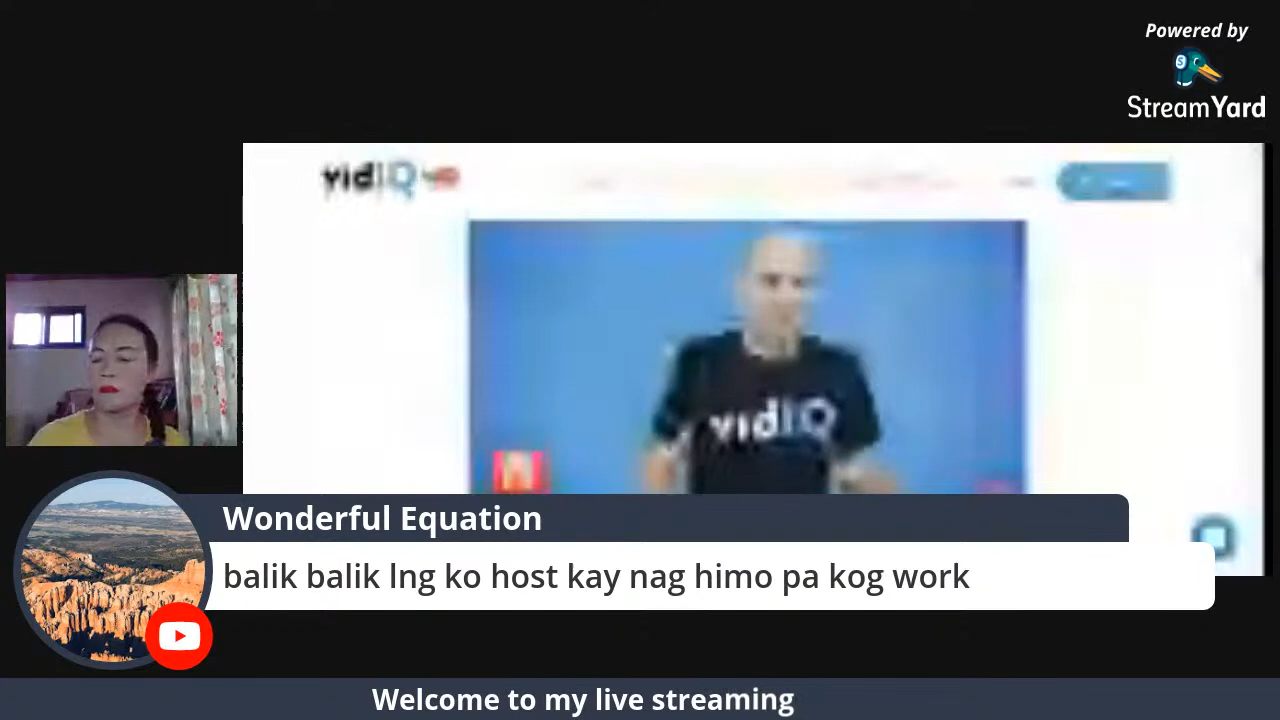 Powered by
StreamYard
vidIQ
vidIQ
Wonderful Equation
balik balik lng ko host kay nag himo pa kog work
Welcome to my live streaming